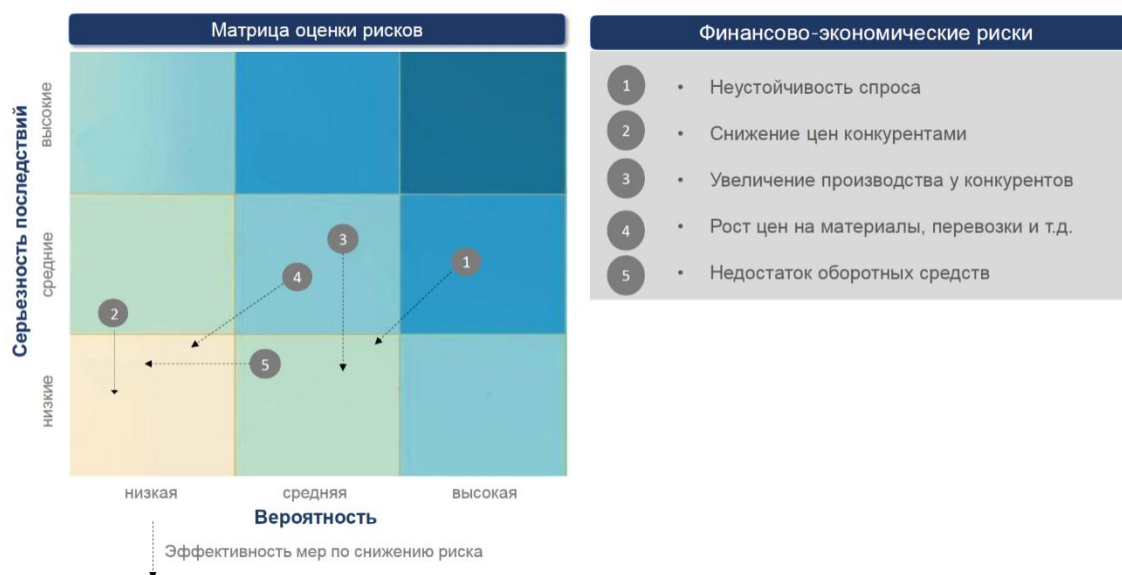 Матрица оценки рисков
Серьезность последствий
высокие
средние
низкие
2
4
3
1
5
низкая
средняя
высокая
Вероятность
Эффективность мер по снижению риска
Финансово-экономические риски
1 • Неустойчивость спроса
2 • Снижение цен конкурентами
3 • Увеличение производства у конкурентов
4 • Рост цен на материалы, перевозки и т.д.
5 • Недостаток оборотных средств